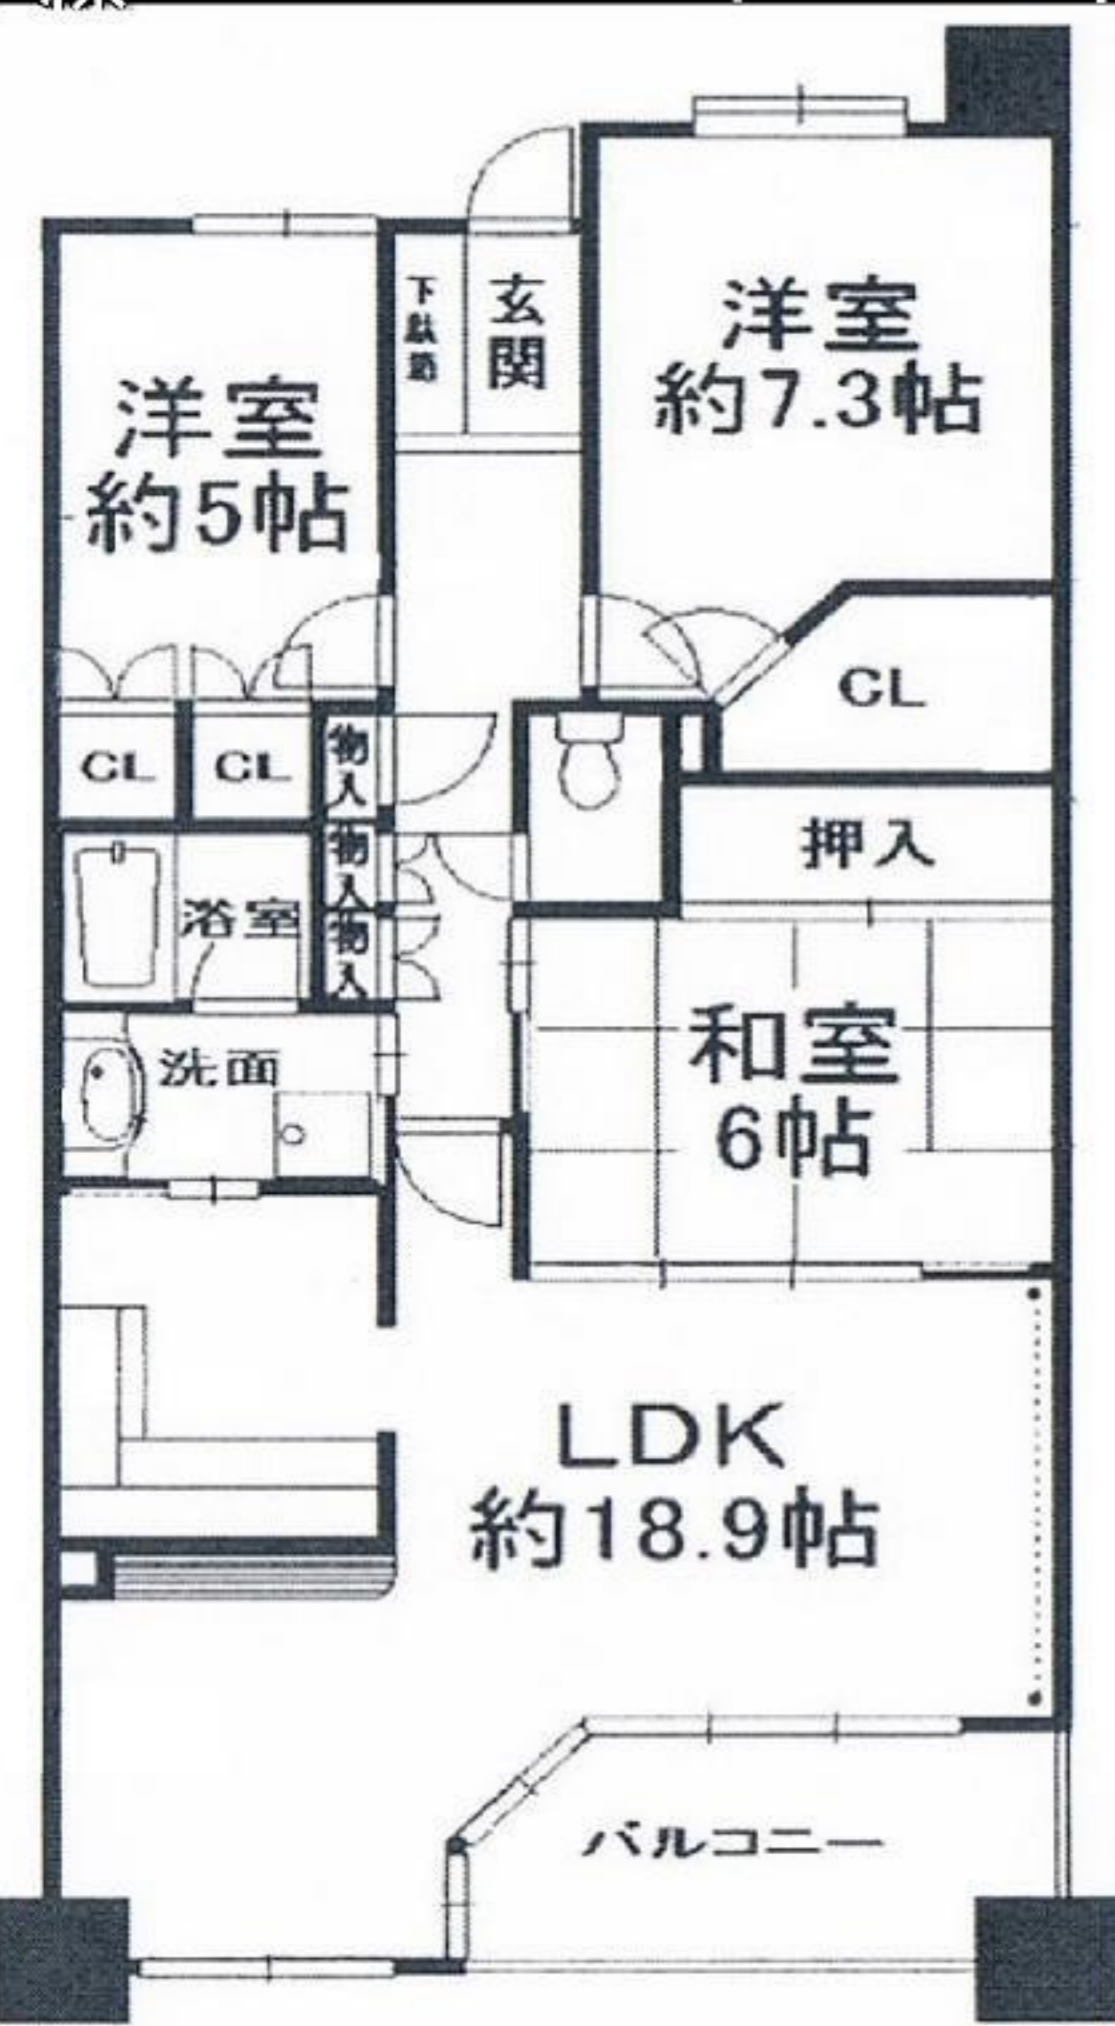 玄関
下駄箱
洋室
約7.3帖
洋室
約5帖
CL
CL
CL
物入
物入
物入
押入
浴室
洗面
和室
6帖
LDK
約18.9帖
バルコニー